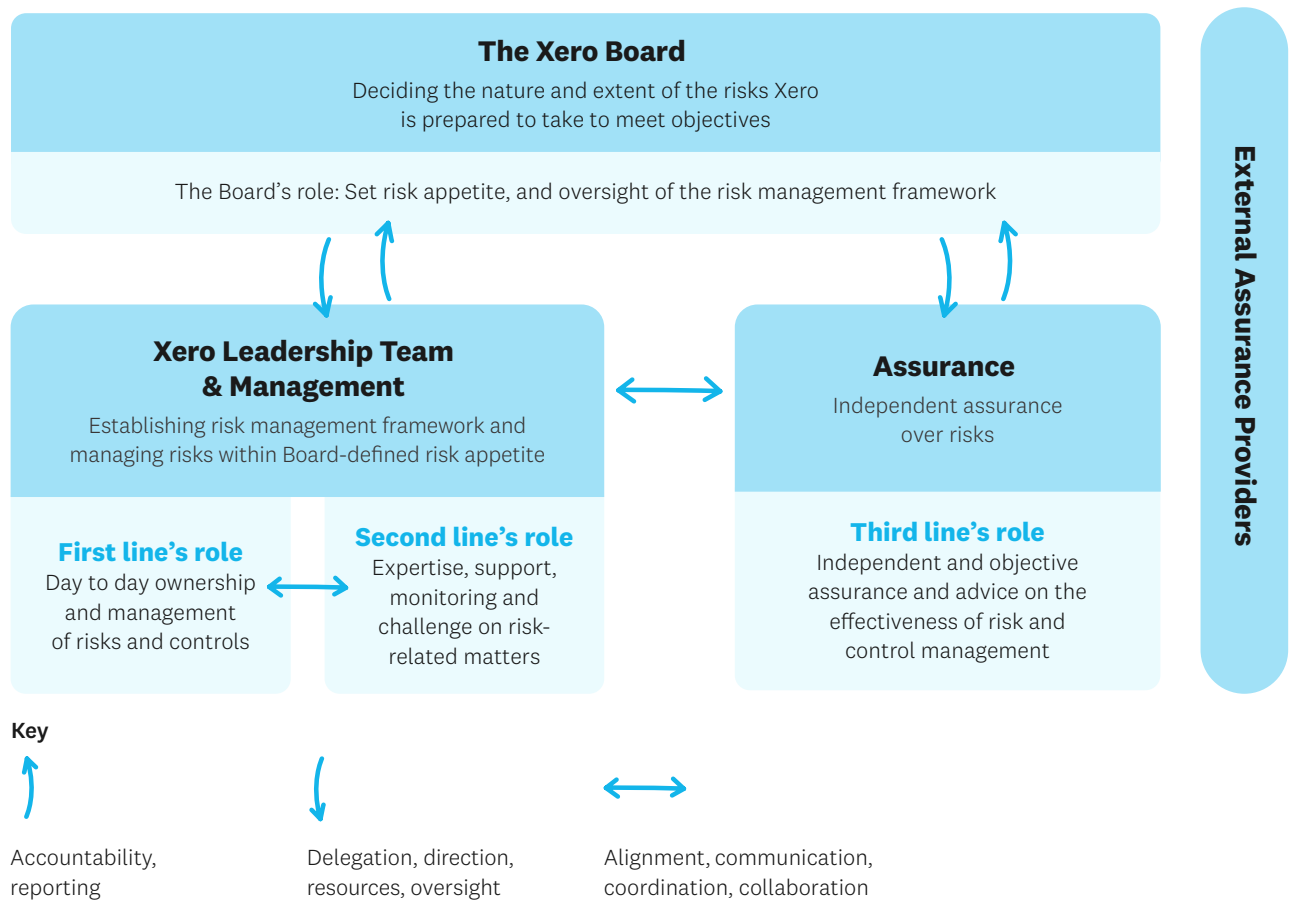 The Xero Board
Deciding the nature and extent of the risks Xero
is prepared to take to meet objectives
The Board’s role: Set risk appetite, and oversight of the risk management framework
Xero Leadership Team
& Management
Establishing risk management framework and
managing risks within Board-defined risk appetite
First line’s role
Day to day ownership
and management
of risks and controls
Second line’s role
Expertise, support,
monitoring and
challenge on risk-
related matters
Assurance
Independent assurance
over risks
Third line’s role
Independent and objective
assurance and advice on the
effectiveness of risk and
control management
External Assurance Providers
Key
Accountability,
reporting
Delegation, direction,
resources, oversight
Alignment, communication,
coordination, collaboration